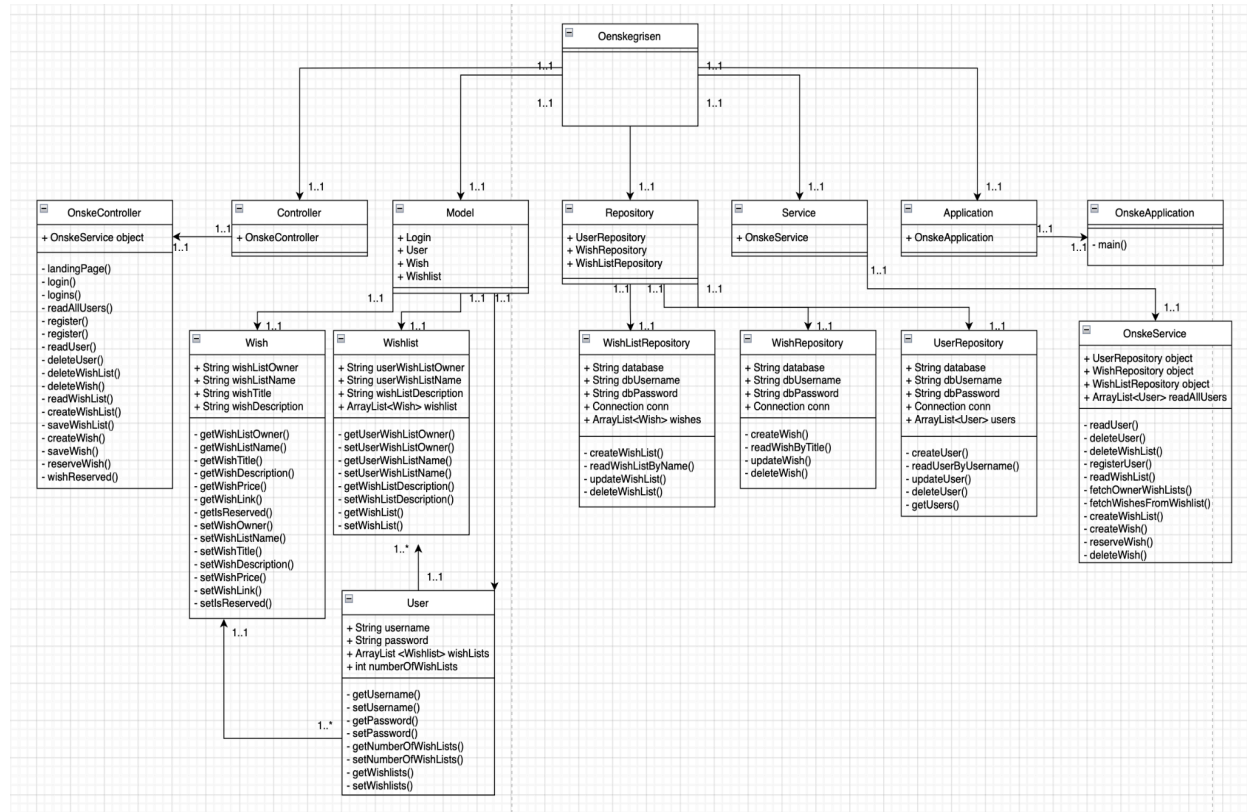 Oenskegrisen
1..1
1..1
1..1
1..1
1..1
1..1
1..1
1..1
1..1
OnskeController
+ OnskeService object
- landingPage()
- login()
- logins()
- readAllUsers()
- register()
- register()
- readUser()
- deleteUser()
- deleteWishList()
- deleteWish()
- readWishList()
- createWishList()
- saveWishList()
- createWish()
- saveWish()
- reserveWish()
- wishReserved()
1..1
1..1
Controller
+ OnskeController
Model
+ Login
+ User
+ Wish
+ Wishlist
Repository
+ UserRepository
+ WishRepository
+ WishListRepository
Service
+ OnskeService
Application
+ OnskeApplication
1..1
1..1
OnskeApplication
- main()
1..1
1..1
1..1
1..1
1..1
1..1
1..1
1..1
1..1
1..1
1..1
1..1
1..1
Wish
+ String wishListOwner
+ String wishListName
+ String wishTitle
+ String wishDescription
- getWishListOwner()
- getWishListName()
- getWishTitle()
- getWishDescription()
- getWishPrice()
- getWishLink()
- getIsReserved()
- setWishOwner()
- setWishListName()
- setWishTitle()
- setWishDescription()
- setWishPrice()
- setWishLink()
- setIsReserved()
Wishlist
+ String userWishListOwner
+ String userWishListName
+ String wishListDescription
+ ArrayList<Wish> wishlist
- getUserWishListOwner()
- setUserWishListOwner()
- getUserWishListName()
- setUserWishListName()
- getWishListDescription()
- setWishListDescription()
- getWishList()
- setWishList()
WishListRepository
+ String database
+ String dbUsername
+ String dbPassword
+ Connection conn
+ ArrayList<Wish> wishes
- createWishList()
- readWishListByName()
- updateWishList()
- deleteWishList()
WishRepository
+ String database
+ String dbUsername
+ String dbPassword
+ Connection conn
- createWish()
- readWishByTitle()
- updateWish()
- deleteWish()
UserRepository
+ String database
+ String dbUsername
+ String dbPassword
+ Connection conn
+ ArrayList<User> users
- createUser()
- readUserByUsername()
- updateUser()
- deleteUser()
- getUsers()
OnskeService
+ UserRepository object
+ WishRepository object
+ WishListRepository object
+ ArrayList<User> readAllUsers
- readUser()
- deleteUser()
- deleteWishList()
- registerUser()
- readWishList()
- fetchOwnerWishLists()
- fetchWishesFromWishlist()
- createWishList()
- createWish()
- reserveWish()
- deleteWish()
1..*
1..1
1..1
1..*
User
+ String username
+ String password
+ ArrayList <Wishlist> wishLists
+ int numberOfWishLists
- getUsername()
- setUsername()
- getPassword()
- setPassword()
- getNumberOfWishLists()
- setNumberOfWishLists()
- getWishlists()
- setWishlists()